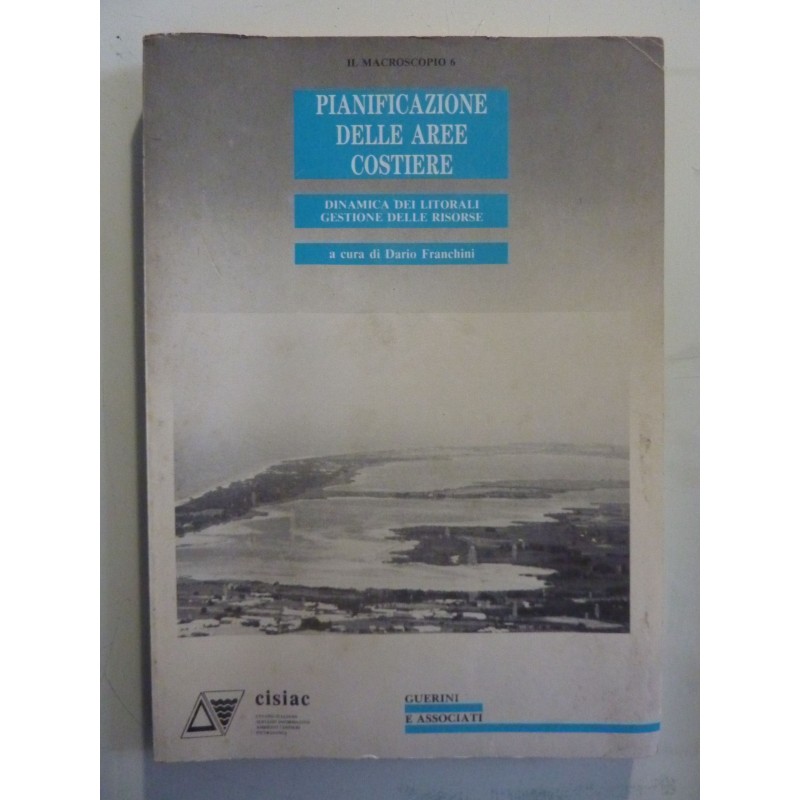 IL MACROSCOPIO 6
PIANIFICAZIONE
DELLE AREE
COSTIERE
DINAMICA DEI LITORALI
GESTIONE DELLE RISORSE
a cura di Dario Franchini
cisiac
GUERINI
E ASSOCIATI